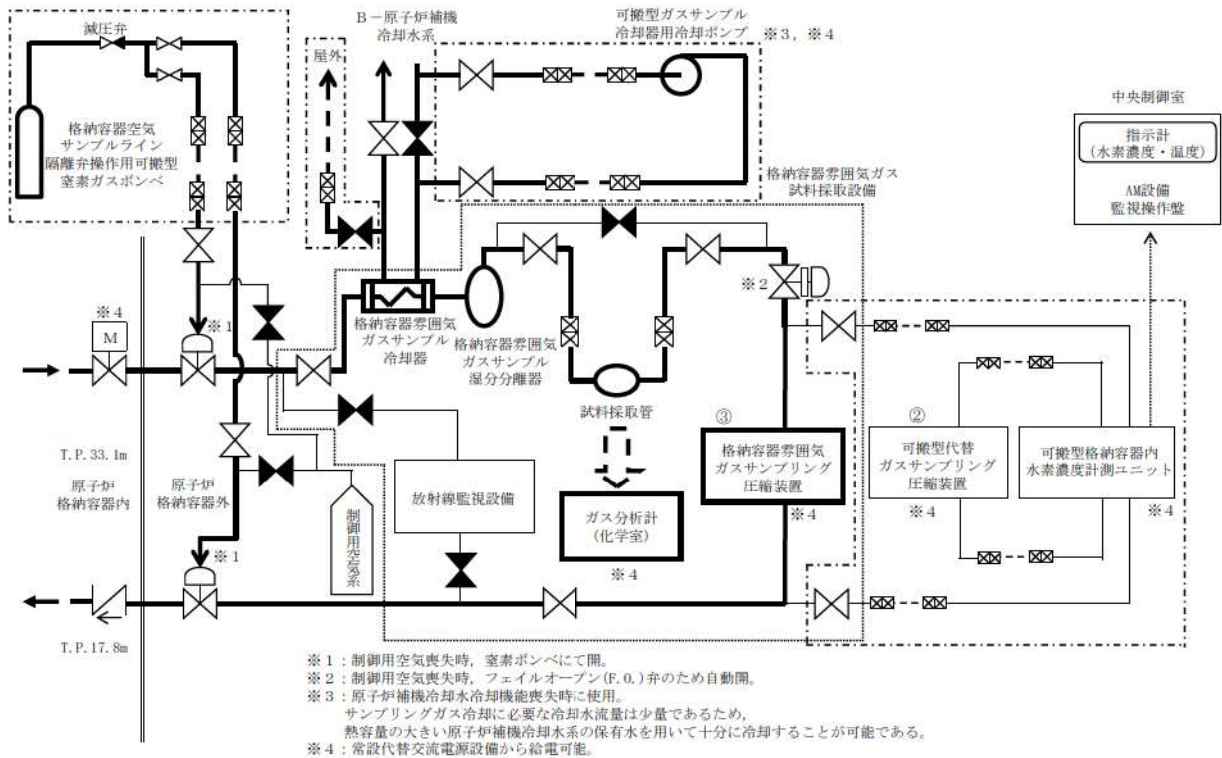 減圧弁
格納容器空気
サンプルライン
隔離弁操作用可搬型
窒素ガスボンベ
B－原子炉補機
冷却水系
屋外
可搬型ガスサンプル
冷却器用冷却ポンプ
※３，※４
中央制御室
指示計
(水素濃度・温度)
AM設備
監視操作盤
格納容器雰囲気ガス
試料採取設備
※１
※２
※４
M
格納容器雰囲気
ガスサンプル
冷却器
格納容器雰囲気
ガスサンプル
湿分分離器
試料採取管
③
格納容器雰囲気
ガスサンプリング
圧縮装置
※４
②
可搬型代替
ガスサンプリング
圧縮装置
※４
可搬型格納容器内
水素濃度計測ユニット
※４
T.P.33.1m
原子炉
格納容器内
原子炉
格納容器外
放射線監視設備
ガス分析計
(化学室)
※４
制御用空気系
※１
T.P.17.8m
※１：制御用空気喪失時，窒素ボンベにて開。
※２：制御用空気喪失時，フェイルオープン(F.O.)弁のため自動開。
※３：原子炉補機冷却水冷却機能喪失時に使用。
サンプリングガス冷却に必要な冷却水流量は少量であるため，
熱容量の大きい原子炉補機冷却水系の保有水を用いて十分に冷却することが可能である。
※４：常設代替交流電源設備から給電可能。